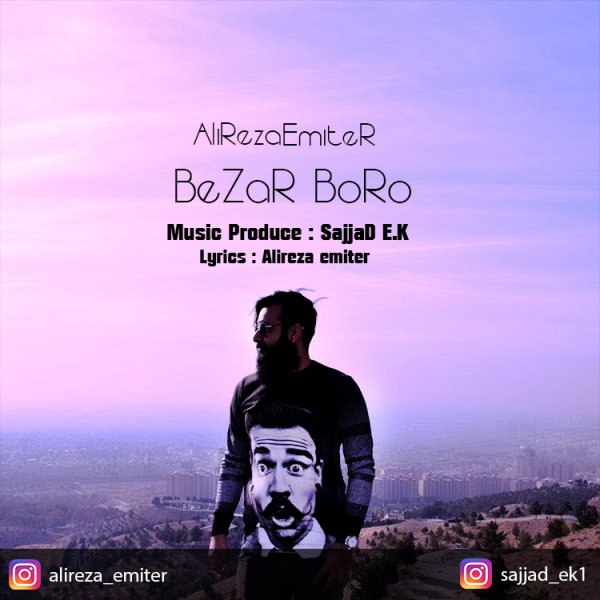 AliRezaEmiteR
BeZaR BoRo
Music Produce : SajjaD E.K
Lyrics : Alireza emiter
alireza_emiter
sajjad_ek1